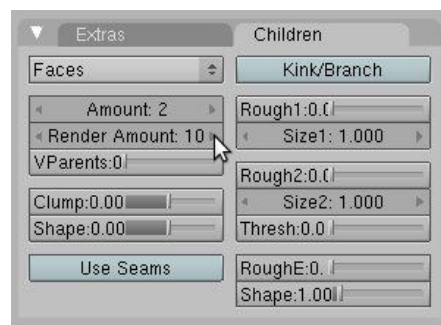 Extras Children
Faces Kink/Branch
Amount: 2 Rough1:0.0
Render Amount: 10 Size1: 1.000
VParents:0 Rough2:0.0
Clump:0.00 Size2: 1.000
Shape:0.00 Thresh:0.0
Use Seams RoughE:0.
Shape:1.00